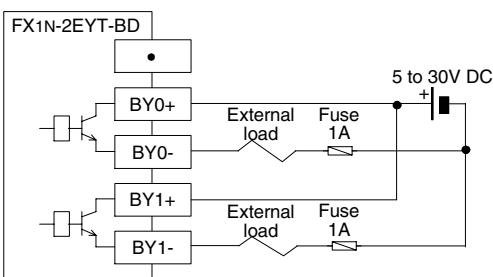 FX1N-2EYT-BD
5 to 30V DC
+
BY0+
External
load
Fuse
1A
BY0-
BY1+
External
load
Fuse
1A
BY1-